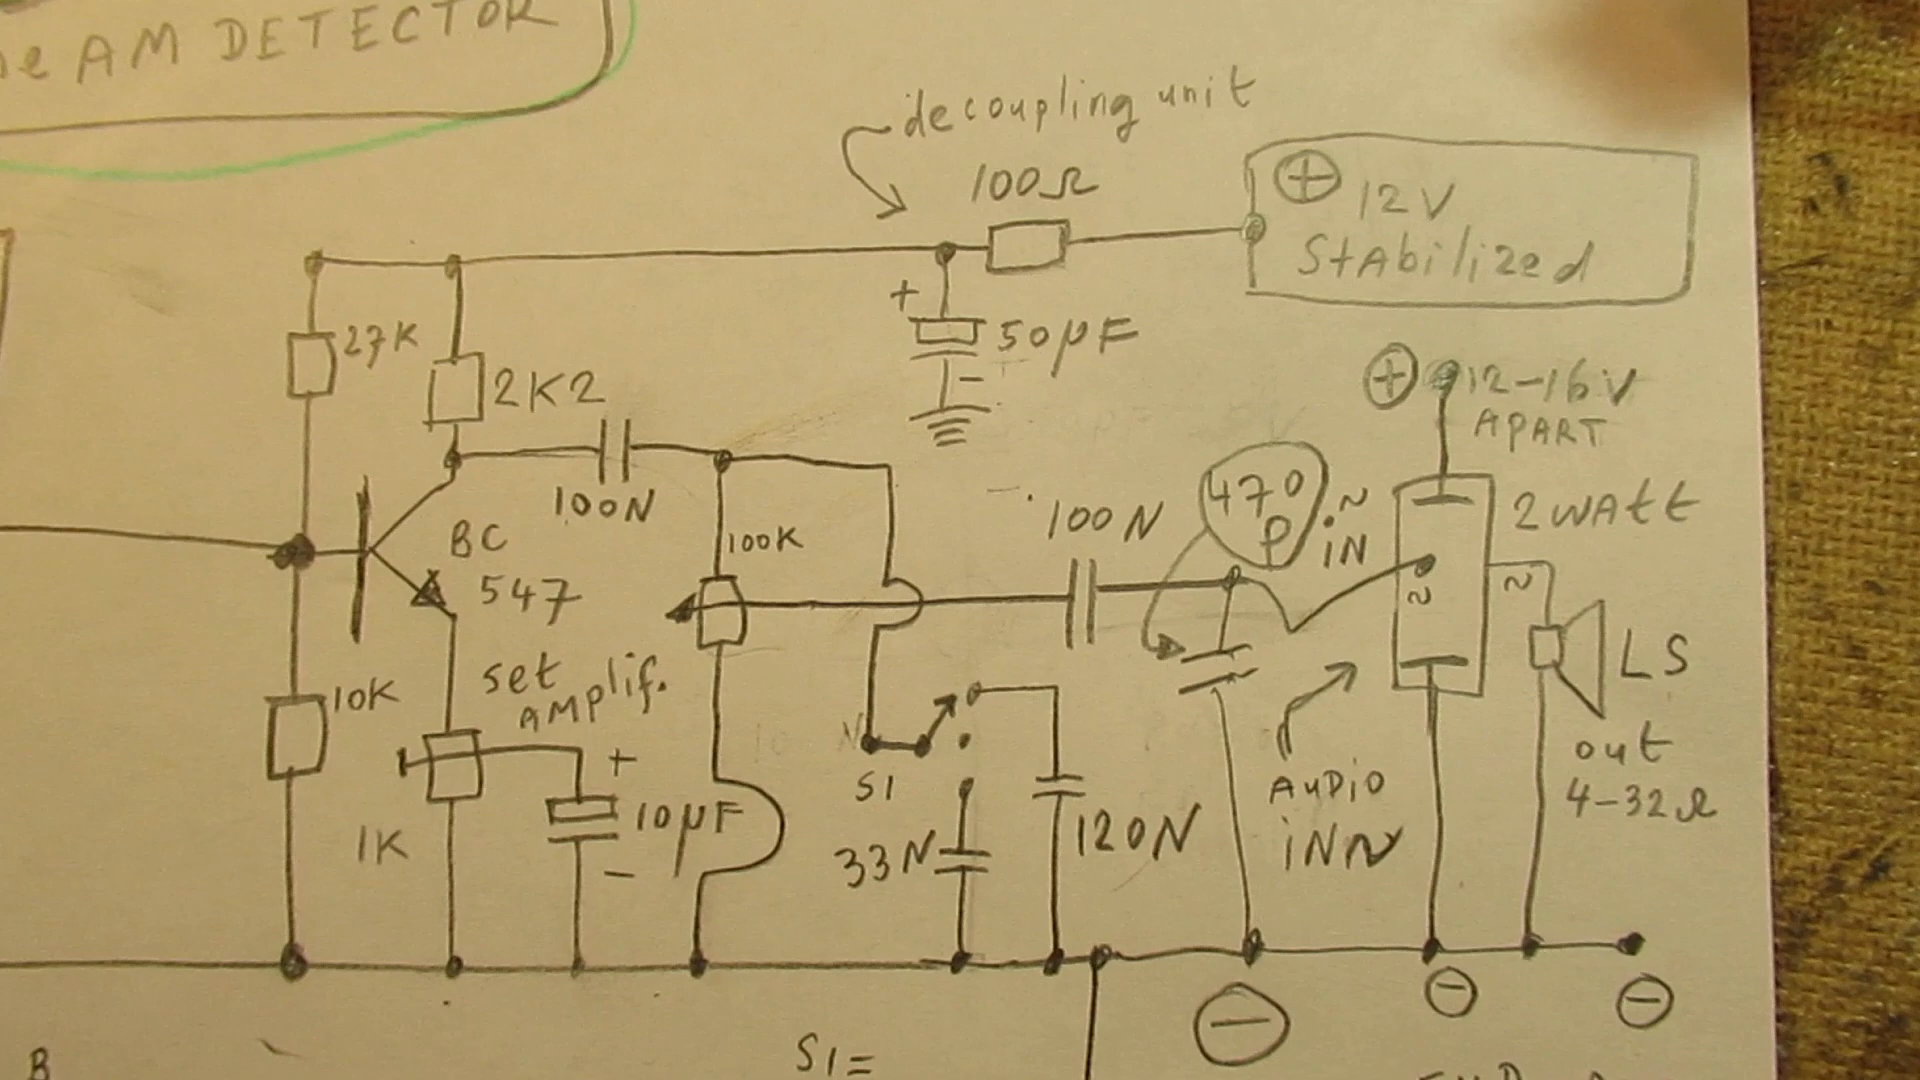 AM DETECTOR
decoupling unit
100Ω
+ 12V
Stabilized
+
50µF
-
27K
2K2
+ 12-16V
APART
100N
BC
547
100K
100N
470
P
~
iN
2WAtt
~
~
LS
out
4-32Ω
10K
set
AMPLiF.
+
10µF
-
1K
S1
33N
120N
AUDiO
iN~
-
-
-
B
S1=